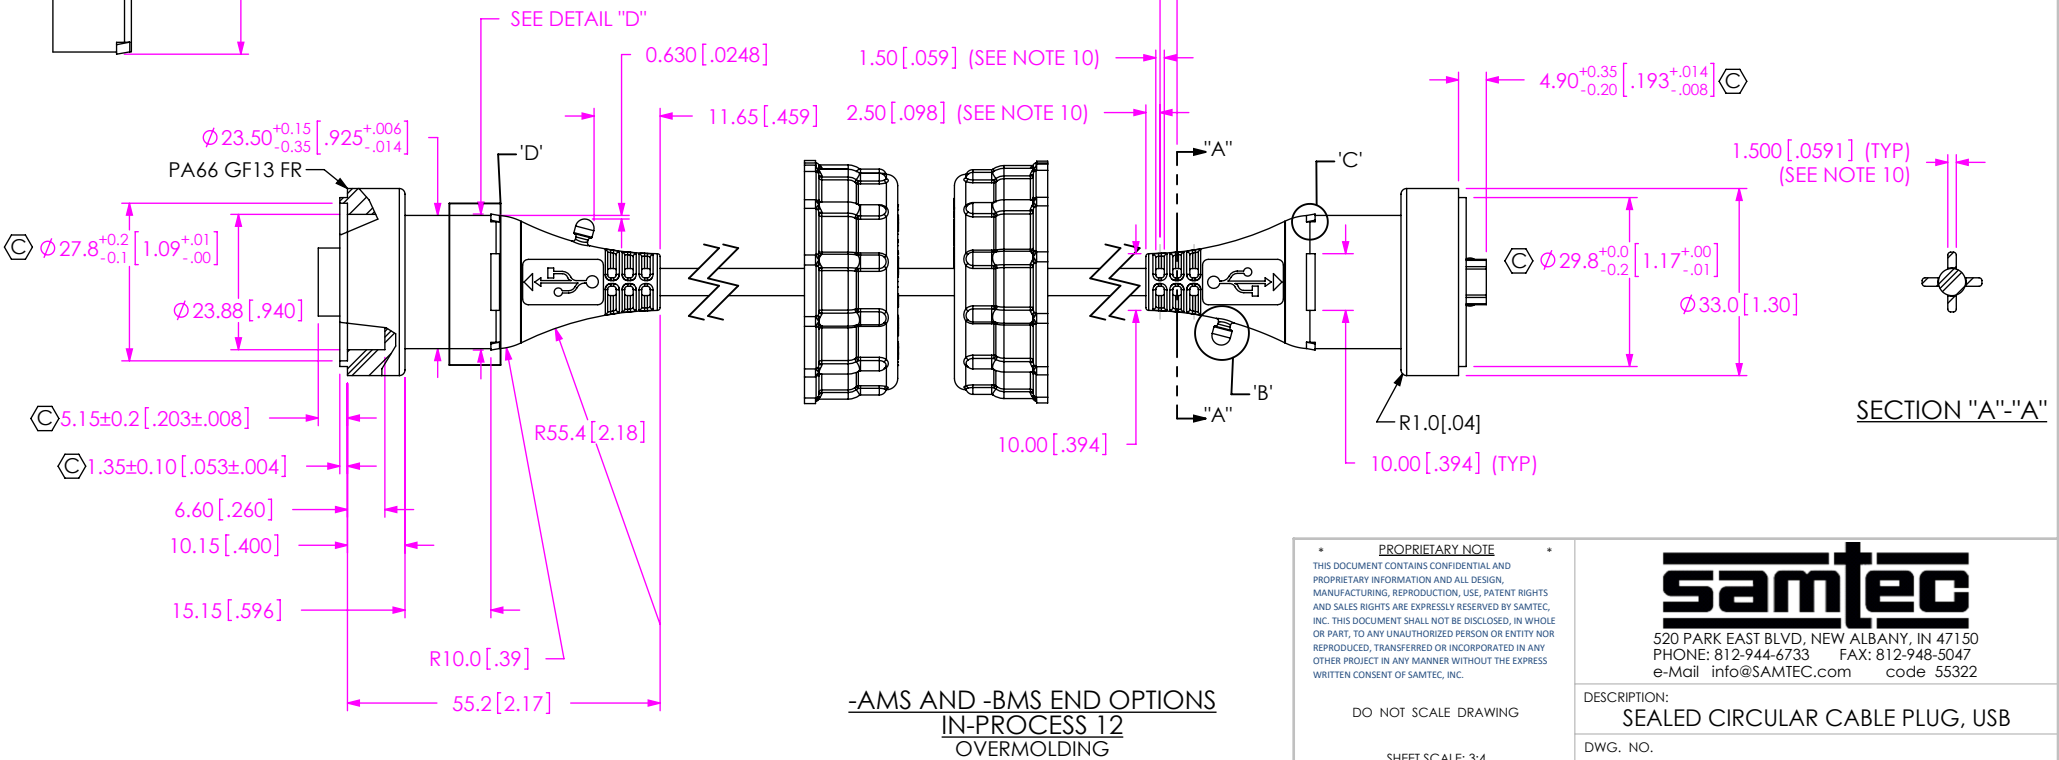 SEE DETAIL "D"
0.630 [.0248]
1.50 [.059] (SEE NOTE 10)
4.90 +0.35 -0.20 [.193 +.014 -.008] C
11.65 [.459]
2.50 [.098] (SEE NOTE 10)
Ø23.50 +0.15 -0.35 [.925 +.006 -.014]
'D'
"A"
'C'
1.500 [.0591] (TYP)
(SEE NOTE 10)
PA66 GF13 FR
C Ø27.8 +0.2 -0.1 [1.09 +.01 -.00]
C Ø29.8 +0.0 -0.2 [1.17 +.00 -.01]
Ø23.88 [.940]
Ø33.0 [1.30]
'B'
C 5.15±0.2 [.203±.008]
"A"
SECTION "A"-"A"
R55.4 [2.18]
R1.0[.04]
10.00 [.394]
C 1.35±0.10 [.053±.004]
10.00 [.394] (TYP)
6.60 [.260]
10.15 [.400]
15.15 [.596]
R10.0 [.39]
55.2 [2.17]
-AMS AND -BMS END OPTIONS
IN-PROCESS 12
OVERMOLDING
* PROPRIETARY NOTE *
THIS DOCUMENT CONTAINS CONFIDENTIAL AND
PROPRIETARY INFORMATION AND ALL DESIGN,
MANUFACTURING, REPRODUCTION, USE, PATENT RIGHTS
AND SALES RIGHTS ARE EXPRESSLY RESERVED BY SAMTEC,
INC. THIS DOCUMENT SHALL NOT BE DISCLOSED, IN WHOLE
OR PART, TO ANY UNAUTHORIZED PERSON OR ENTITY NOR
REPRODUCED, TRANSFERRED OR INCORPORATED IN ANY
OTHER PROJECT IN ANY MANNER WITHOUT THE EXPRESS
WRITTEN CONSENT OF SAMTEC, INC.
DO NOT SCALE DRAWING
SHEET SCALE: 3:4
samtec
520 PARK EAST BLVD, NEW ALBANY, IN 47150
PHONE: 812-944-6733 FAX: 812-948-5047
e-Mail info@SAMTEC.com code 55322
DESCRIPTION:
SEALED CIRCULAR CABLE PLUG, USB
DWG. NO.